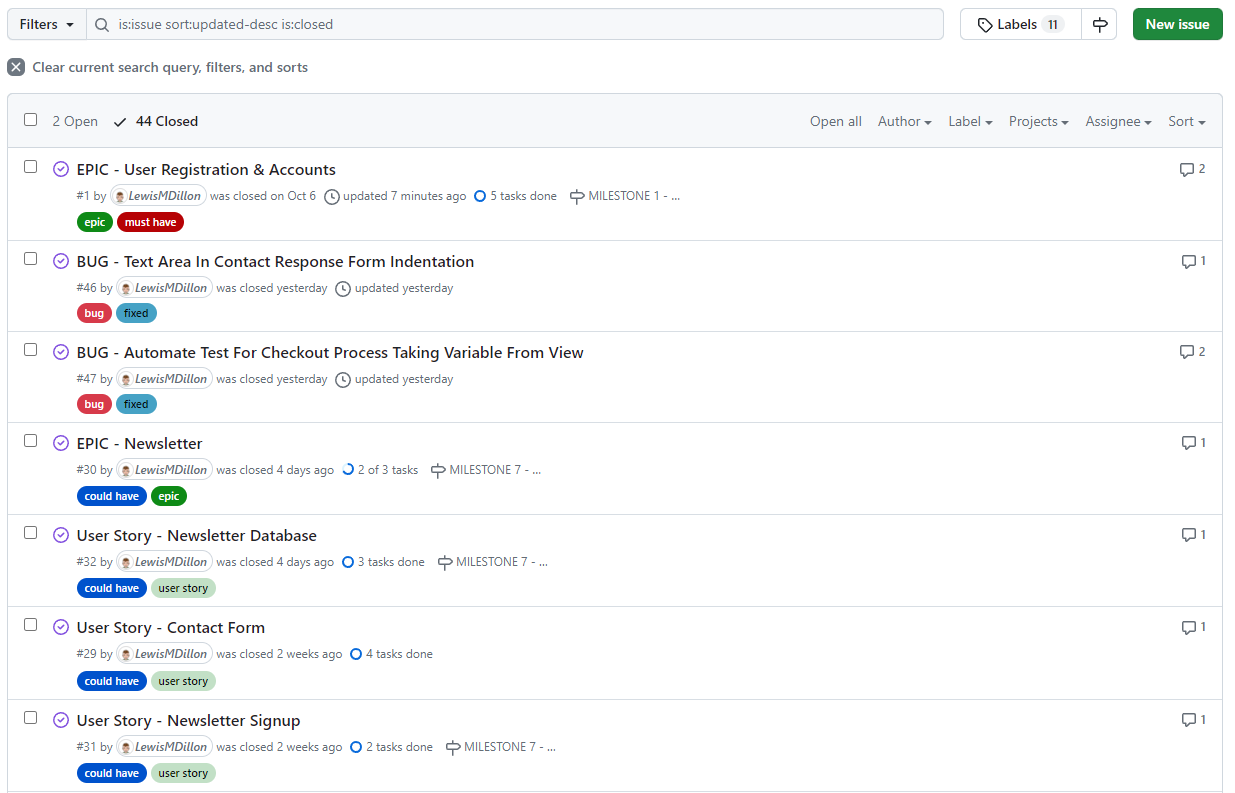 Filters is:issue sort:updated-desc is:closed Labels 11 New issue
Clear current search query, filters, and sorts
2 Open 44 Closed Open all Author Label Projects Assignee Sort
EPIC - User Registration & Accounts 2
#1 by LewisMDillon was closed on Oct 6 updated 7 minutes ago 5 tasks done MILESTONE 1 - ...
epic must have
BUG - Text Area In Contact Response Form Indentation 1
#46 by LewisMDillon was closed yesterday updated yesterday
bug fixed
BUG - Automate Test For Checkout Process Taking Variable From View 2
#47 by LewisMDillon was closed yesterday updated yesterday
bug fixed
EPIC - Newsletter 1
#30 by LewisMDillon was closed 4 days ago 2 of 3 tasks MILESTONE 7 - ...
could have epic
User Story - Newsletter Database 1
#32 by LewisMDillon was closed 4 days ago 3 tasks done MILESTONE 7 - ...
could have user story
User Story - Contact Form 1
#29 by LewisMDillon was closed 2 weeks ago 4 tasks done
could have user story
User Story - Newsletter Signup 1
#31 by LewisMDillon was closed 2 weeks ago 2 tasks done MILESTONE 7 - ...
could have user story